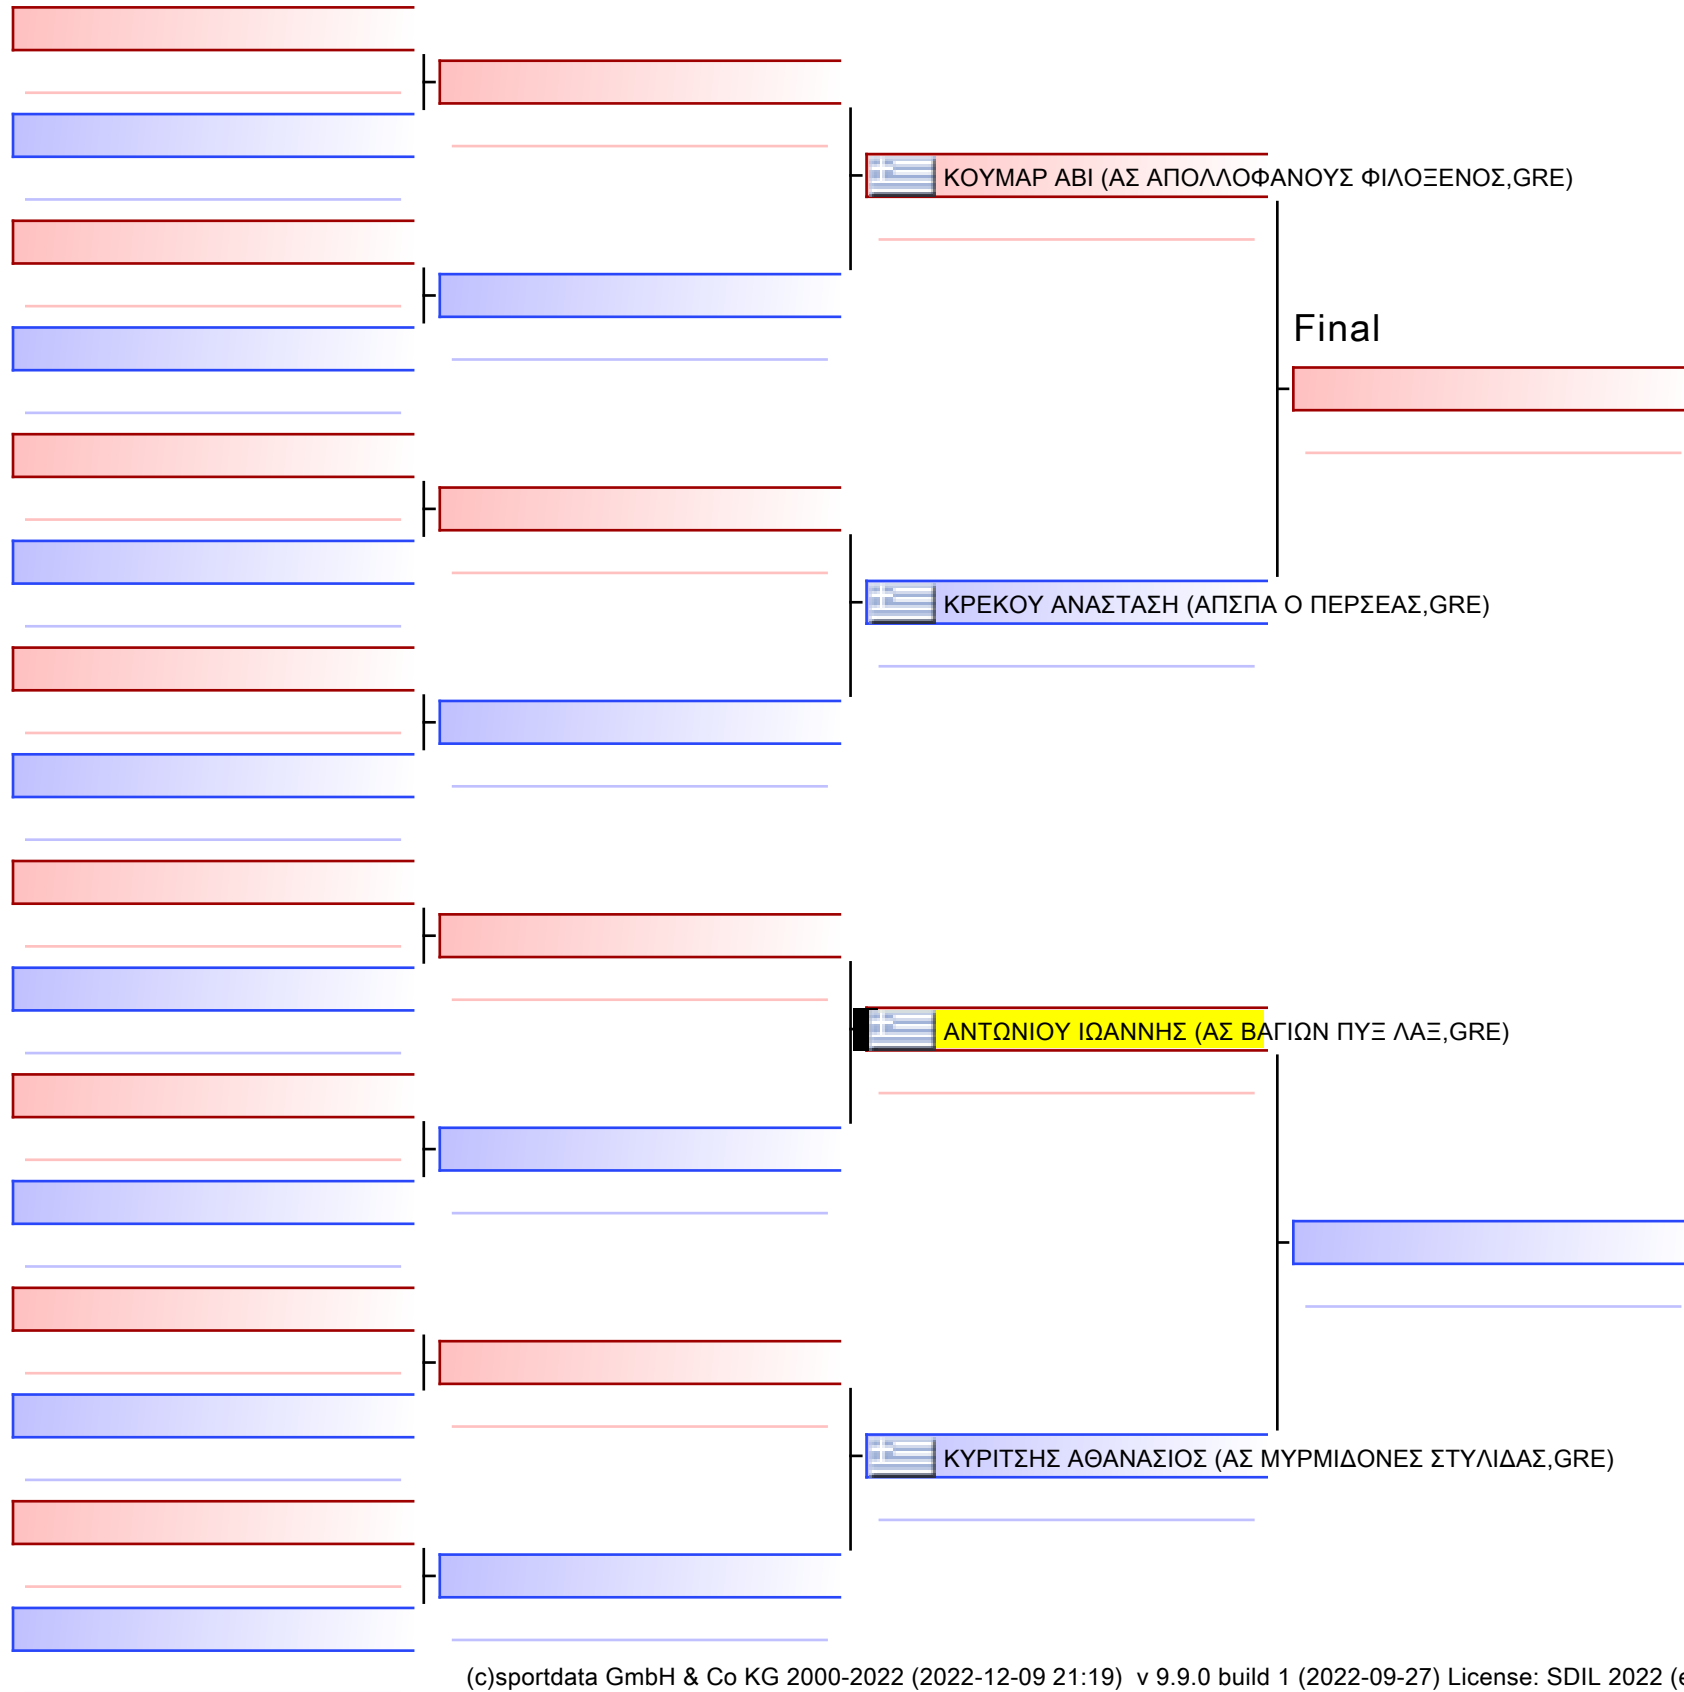 ΚΟΥΜΑΡ ΑΒΙ (ΑΣ ΑΠΟΛΛΟΦΑΝΟΥΣ ΦΙΛΟΞΕΝΟΣ,GRE)
Final
ΚΡΕΚΟΥ ΑΝΑΣΤΑΣΗ (ΑΠΣΠΑ Ο ΠΕΡΣΕΑΣ,GRE)
ΑΝΤΩΝΙΟΥ ΙΩΑΝΝΗΣ (ΑΣ ΒΑΓΙΩΝ ΠΥΞ ΛΑΞ,GRE)
ΚΥΡΙΤΣΗΣ ΑΘΑΝΑΣΙΟΣ (ΑΣ ΜΥΡΜΙΔΟΝΕΣ ΣΤΥΛΙΔΑΣ,GRE)
(c)sportdata GmbH & Co KG 2000-2022 (2022-12-09 21:19) v 9.9.0 build 1 (2022-09-27) License: SDIL 2022